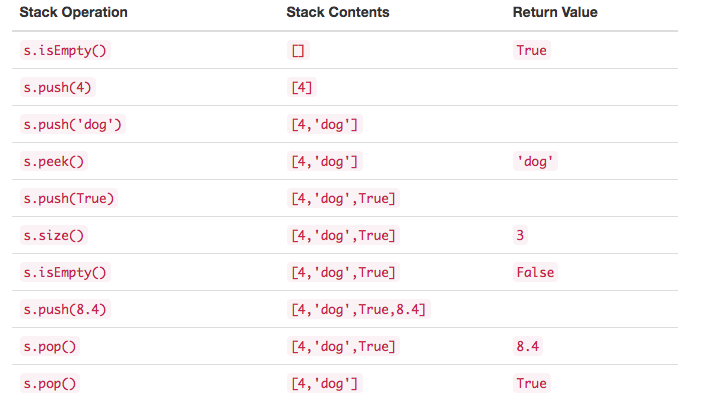 Stack Operation Stack Contents Return Value
s.isEmpty() [] True
s.push(4) [4]
s.push('dog') [4,'dog']
s.peek() [4,'dog'] 'dog'
s.push(True) [4,'dog',True]
s.size() [4,'dog',True] 3
s.isEmpty() [4,'dog',True] False
s.push(8.4) [4,'dog',True,8.4]
s.pop() [4,'dog',True] 8.4
s.pop() [4,'dog'] True